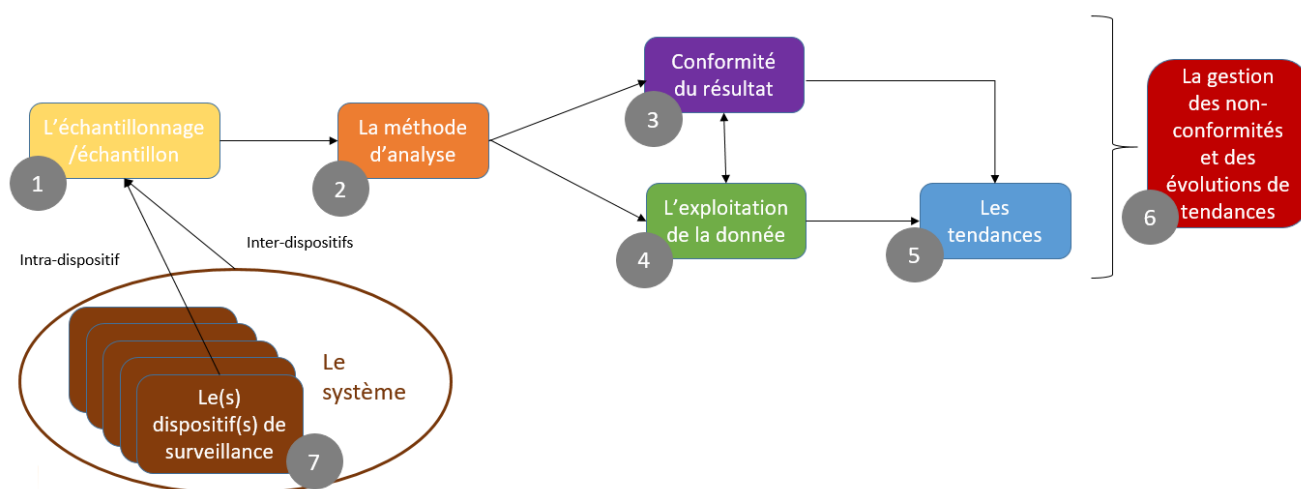 L'échantillonnage
/échantillon
1
La méthode
d'analyse
2
Conformité
du résultat
3
L'exploitation
de la donnée
4
Les
tendances
5
La gestion
des non-
conformités
et des
évolutions de
tendances
6
Intra-dispositif
Inter-dispositifs
Le
système
Le(s)
dispositif(s) de
surveillance
7